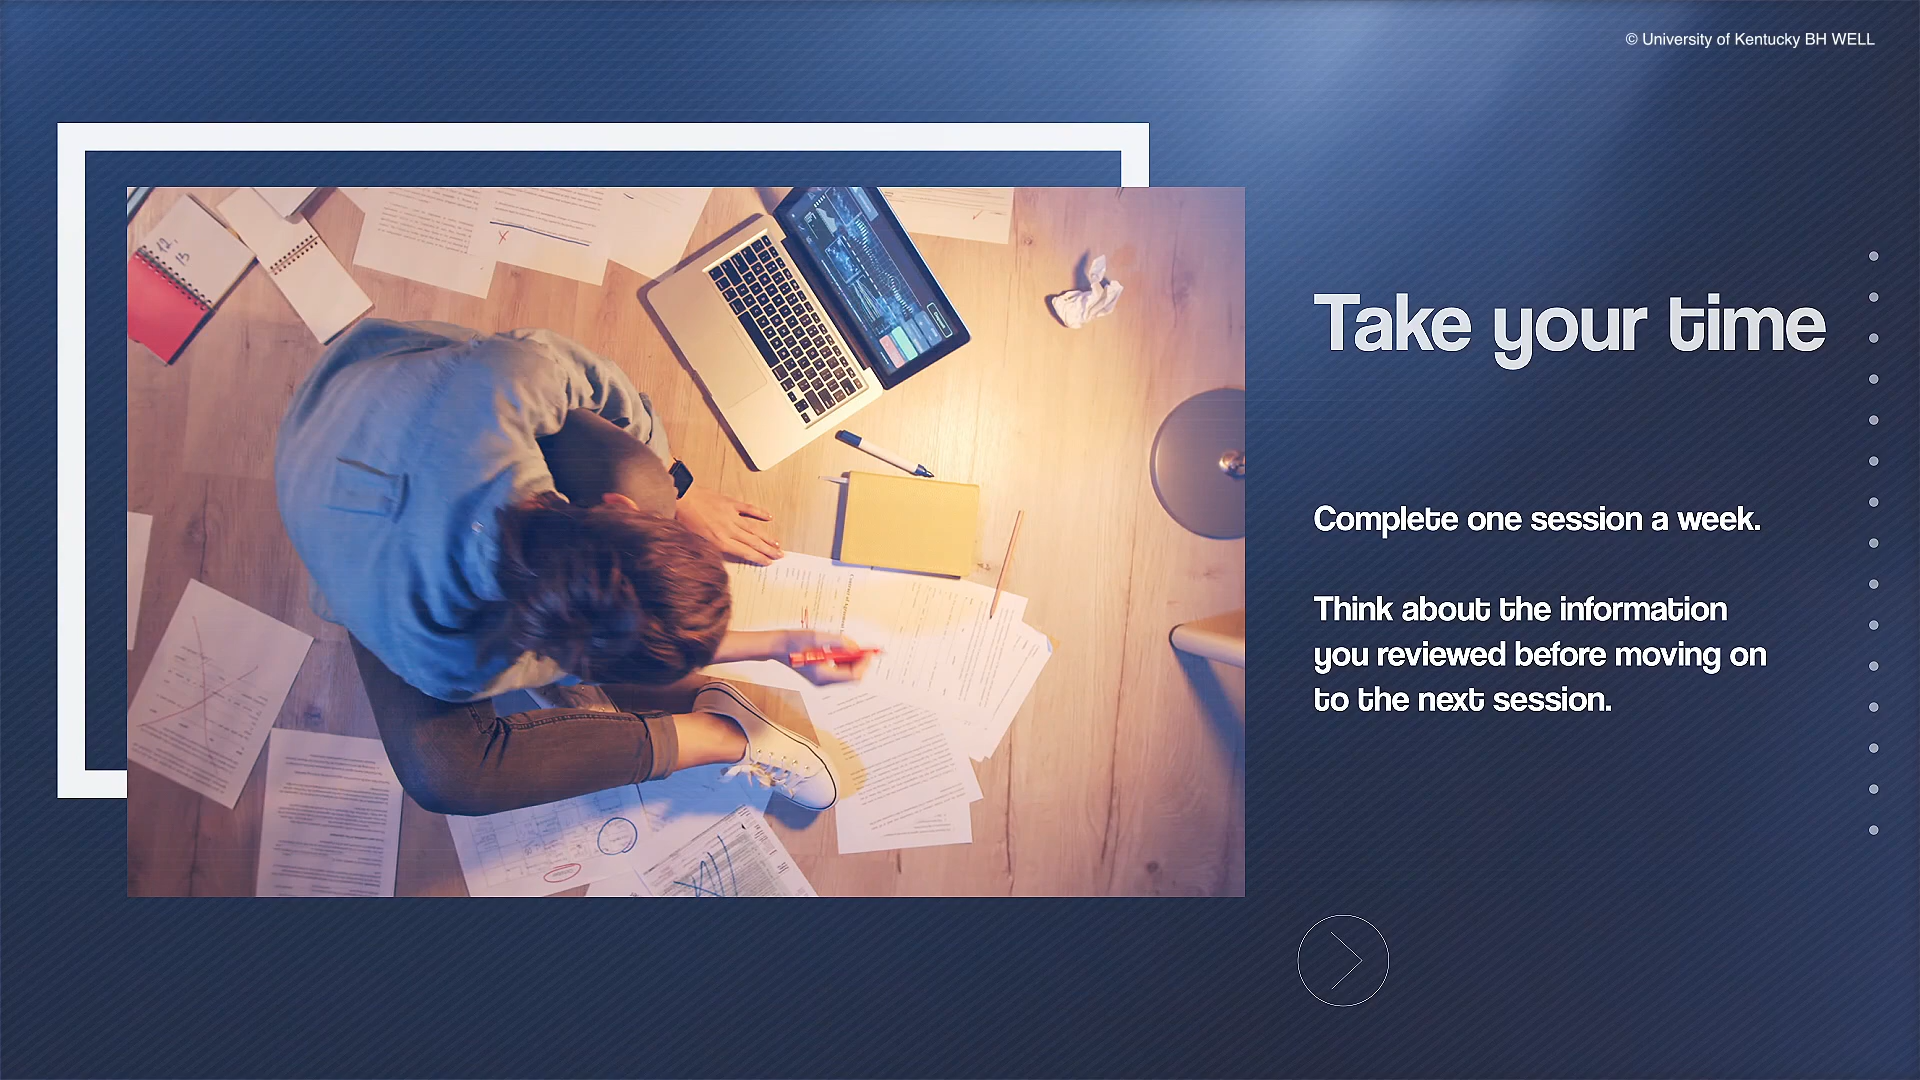 © University of Kentucky BH WELL
Take your time
Complete one session a week.
Think about the information
you reviewed before moving on
to the next session.